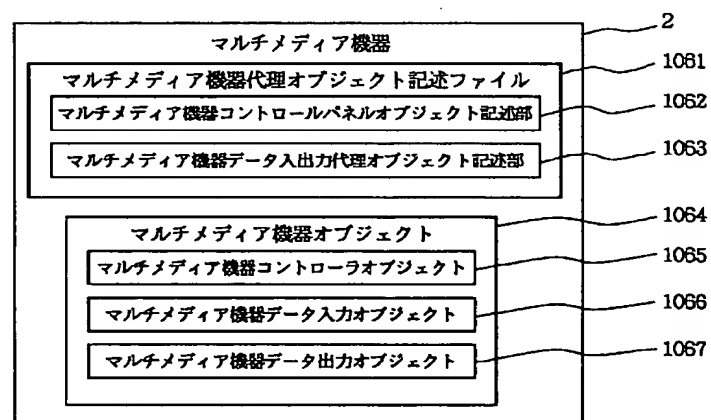 マルチメディア機器
2
マルチメディア機器代理オブジェクト記述ファイル
1061
マルチメディア機器コントロールパネルオブジェクト記述部
1062
マルチメディア機器データ入出力代理オブジェクト記述部
1063
マルチメディア機器オブジェクト
1064
マルチメディア機器コントローラオブジェクト
1065
マルチメディア機器データ入力オブジェクト
1066
マルチメディア機器データ出力オブジェクト
1067